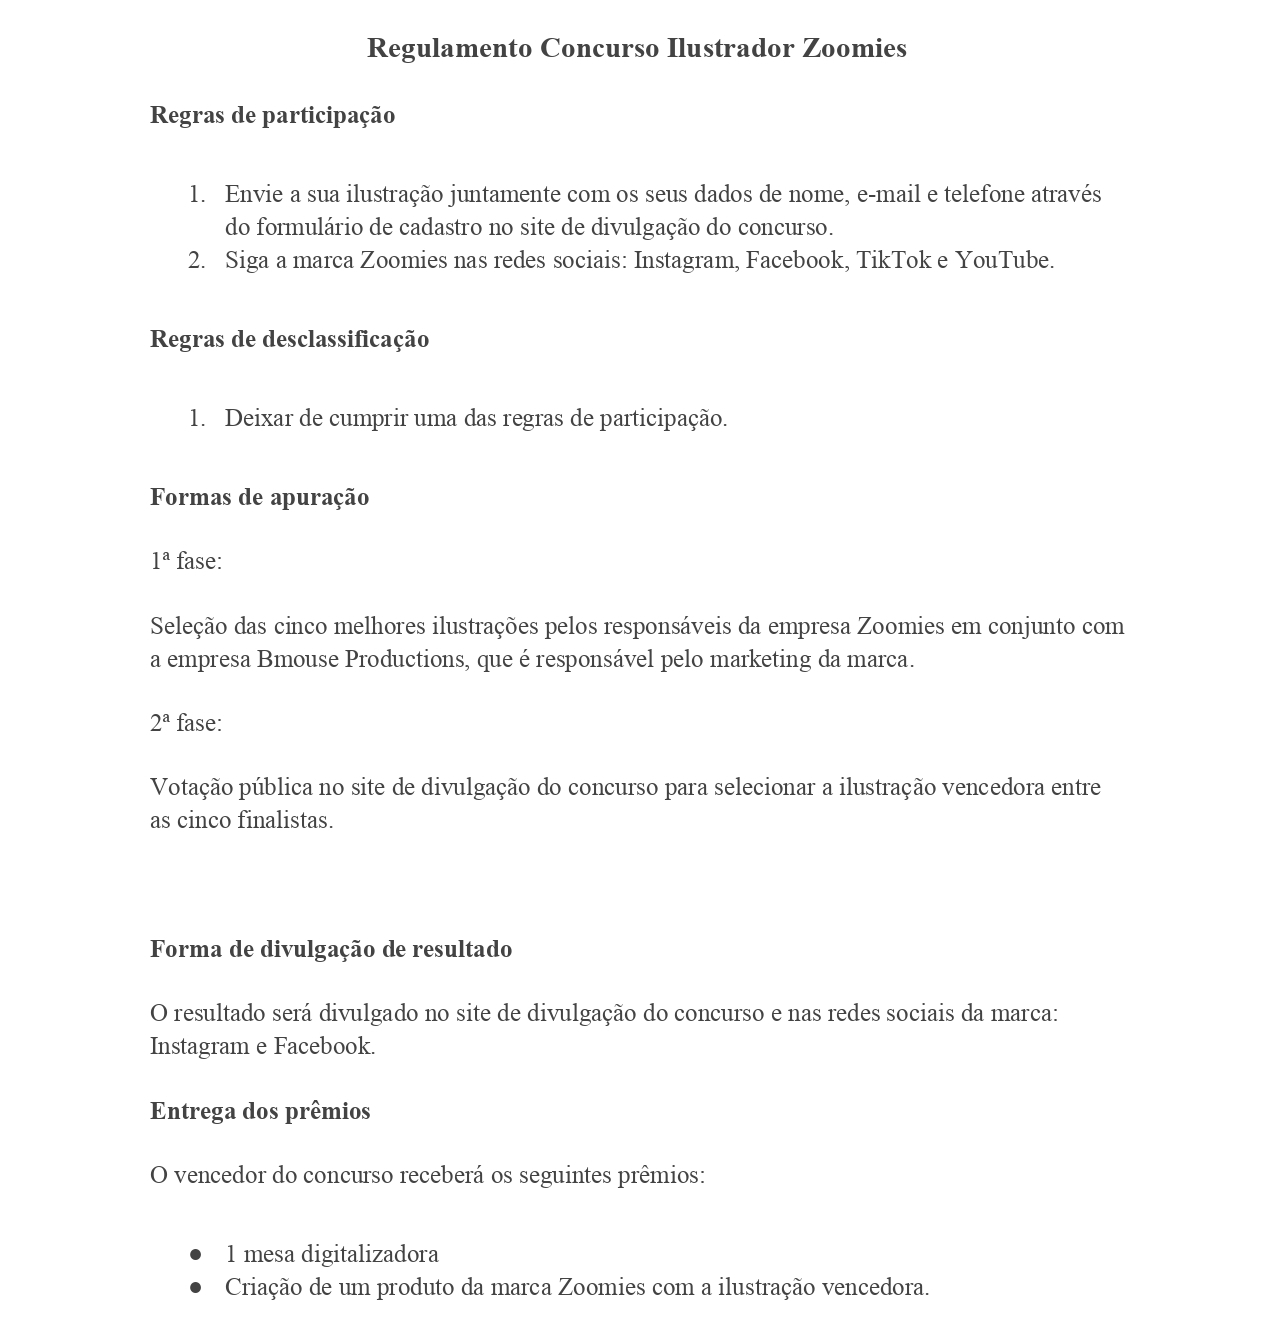 Regulamento Concurso Ilustrador Zoomies
Regras de participação
1. Envie a sua ilustração juntamente com os seus dados de nome, e-mail e telefone através
do formulário de cadastro no site de divulgação do concurso.
2. Siga a marca Zoomies nas redes sociais: Instagram, Facebook, TikTok e YouTube.
Regras de desclassificação
1. Deixar de cumprir uma das regras de participação.
Formas de apuração
1ª fase:
Seleção das cinco melhores ilustrações pelos responsáveis da empresa Zoomies em conjunto com
a empresa Bmouse Productions, que é responsável pelo marketing da marca.
2ª fase:
Votação pública no site de divulgação do concurso para selecionar a ilustração vencedora entre
as cinco finalistas.
Forma de divulgação de resultado
O resultado será divulgado no site de divulgação do concurso e nas redes sociais da marca:
Instagram e Facebook.
Entrega dos prêmios
O vencedor do concurso receberá os seguintes prêmios:
● 1 mesa digitalizadora
● Criação de um produto da marca Zoomies com a ilustração vencedora.